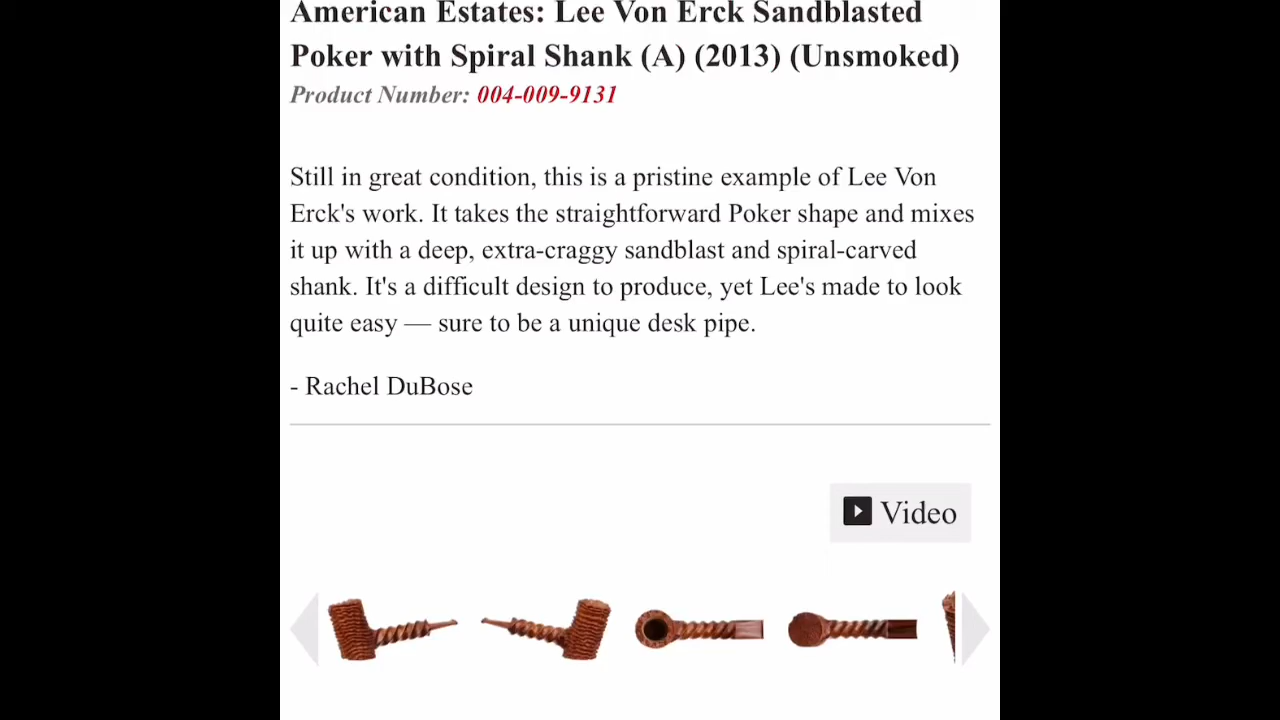 American Estates: Lee Von Erck Sandblasted
Poker with Spiral Shank (A) (2013) (Unsmoked)
Product Number: 004-009-9131
Still in great condition, this is a pristine example of Lee Von
Erck's work. It takes the straightforward Poker shape and mixes
it up with a deep, extra-craggy sandblast and spiral-carved
shank. It's a difficult design to produce, yet Lee's made to look
quite easy — sure to be a unique desk pipe.
- Rachel DuBose
Video